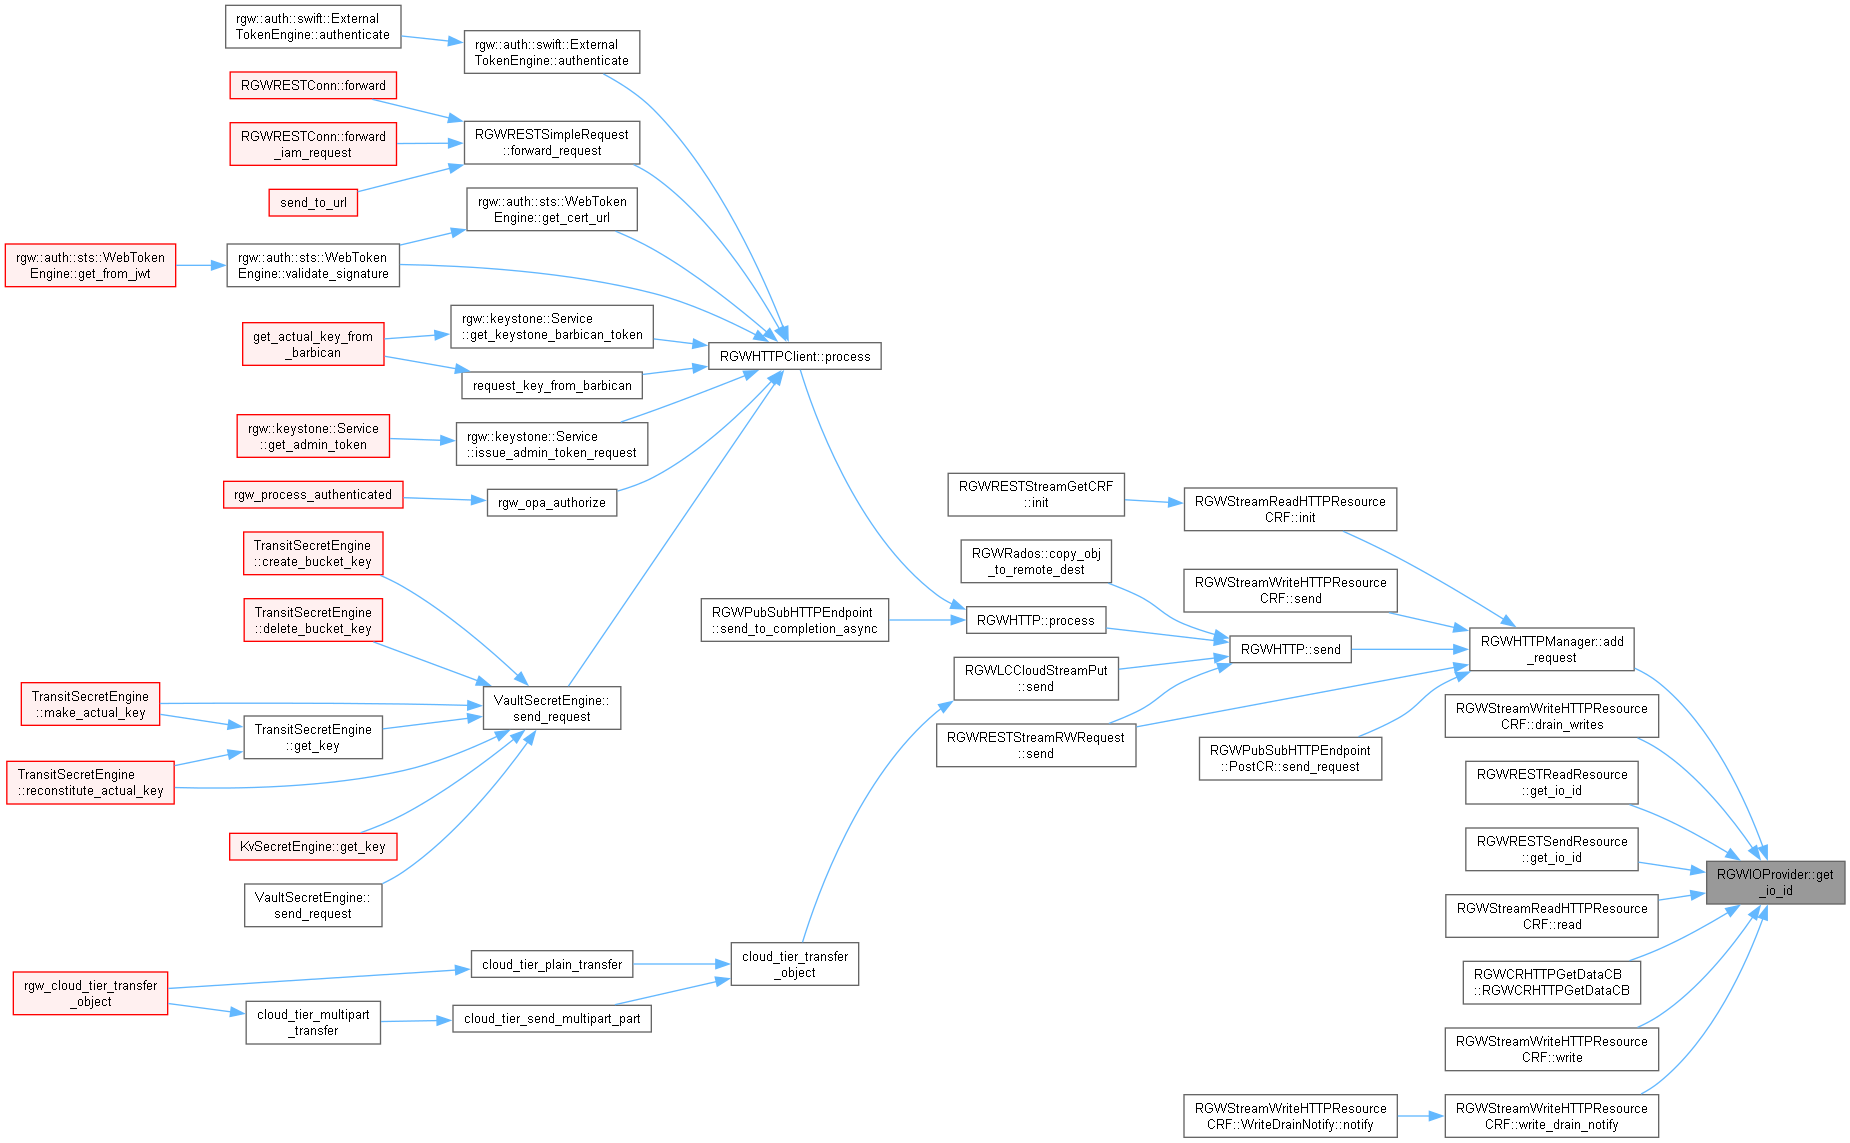 rgw::auth::swift::External
TokenEngine::authenticate
RGWRESTConn::forward
RGWRESTConn::forward
_iam_request
send_to_url
rgw::auth::sts::WebToken
Engine::get_from_jwt
rgw::auth::sts::WebToken
Engine::validate_signature
get_actual_key_from
_barbican
rgw::keystone::Service
::get_admin_token
rgw_process_authenticated
TransitSecretEngine
::create_bucket_key
TransitSecretEngine
::delete_bucket_key
TransitSecretEngine
::make_actual_key
TransitSecretEngine
::get_key
TransitSecretEngine
::reconstitute_actual_key
KvSecretEngine::get_key
VaultSecretEngine::
send_request
rgw_cloud_tier_transfer
_object
cloud_tier_multipart
_transfer
rgw::auth::swift::External
TokenEngine::authenticate
RGWRESTSimpleRequest
::forward_request
rgw::auth::sts::WebToken
Engine::get_cert_url
rgw::keystone::Service
::get_keystone_barbican_token
request_key_from_barbican
rgw::keystone::Service
::issue_admin_token_request
rgw_opa_authorize
VaultSecretEngine::
send_request
cloud_tier_plain_transfer
cloud_tier_send_multipart_part
RGWHTTPClient::process
RGWPubSubHTTPEndpoint
::send_to_completion_async
cloud_tier_transfer
_object
RGWRESTStreamGetCRF
::init
RGWRados::copy_obj
_to_remote_dest
RGWHTTP::process
RGWLCCloudStreamPut
::send
RGWRESTStreamRWRequest
::send
RGWStreamReadHTTPResource
CRF::init
RGWStreamWriteHTTPResource
CRF::send
RGWHTTP::send
RGWPubSubHTTPEndpoint
::PostCR::send_request
RGWStreamWriteHTTPResource
CRF::WriteDrainNotify::notify
RGWHTTPManager::add
_request
RGWStreamWriteHTTPResource
CRF::drain_writes
RGWRESTReadResource
::get_io_id
RGWRESTSendResource
::get_io_id
RGWStreamReadHTTPResource
CRF::read
RGWCRHTTPGetDataCB
::RGWCRHTTPGetDataCB
RGWStreamWriteHTTPResource
CRF::write
RGWStreamWriteHTTPResource
CRF::write_drain_notify
RGWIOProvider::get
_io_id